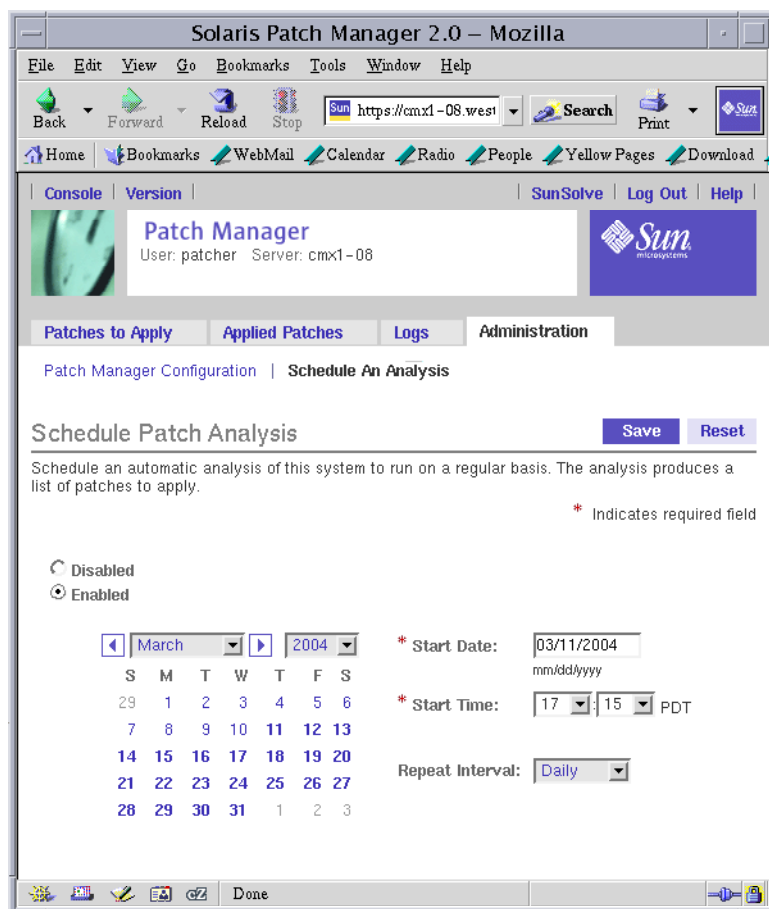 Solaris Patch Manager 2.0 – Mozilla
File Edit View Go Bookmarks Tools Window Help
Back Forward Reload Stop Sun https://cmx1-08.west Search Print Sun
Home Bookmarks WebMail Calendar Radio People Yellow Pages Download
Console | Version | | SunSolve | Log Out | Help |
Patch Manager
User: patcher Server: cmx1-08
Sun
microsystems
Patches to Apply Applied Patches Logs Administration
Patch Manager Configuration | Schedule An Analysis
Schedule Patch Analysis Save Reset
Schedule an automatic analysis of this system to run on a regular basis. The analysis produces a
list of patches to apply.
* Indicates required field
Disabled
Enabled
March 2004
S M T W T F S
29 1 2 3 4 5 6
7 8 9 10 11 12 13
14 15 16 17 18 19 20
21 22 23 24 25 26 27
28 29 30 31 1 2 3
* Start Date: 03/11/2004
mm/dd/yyyy
* Start Time: 17 : 15 PDT
Repeat Interval: Daily
Done